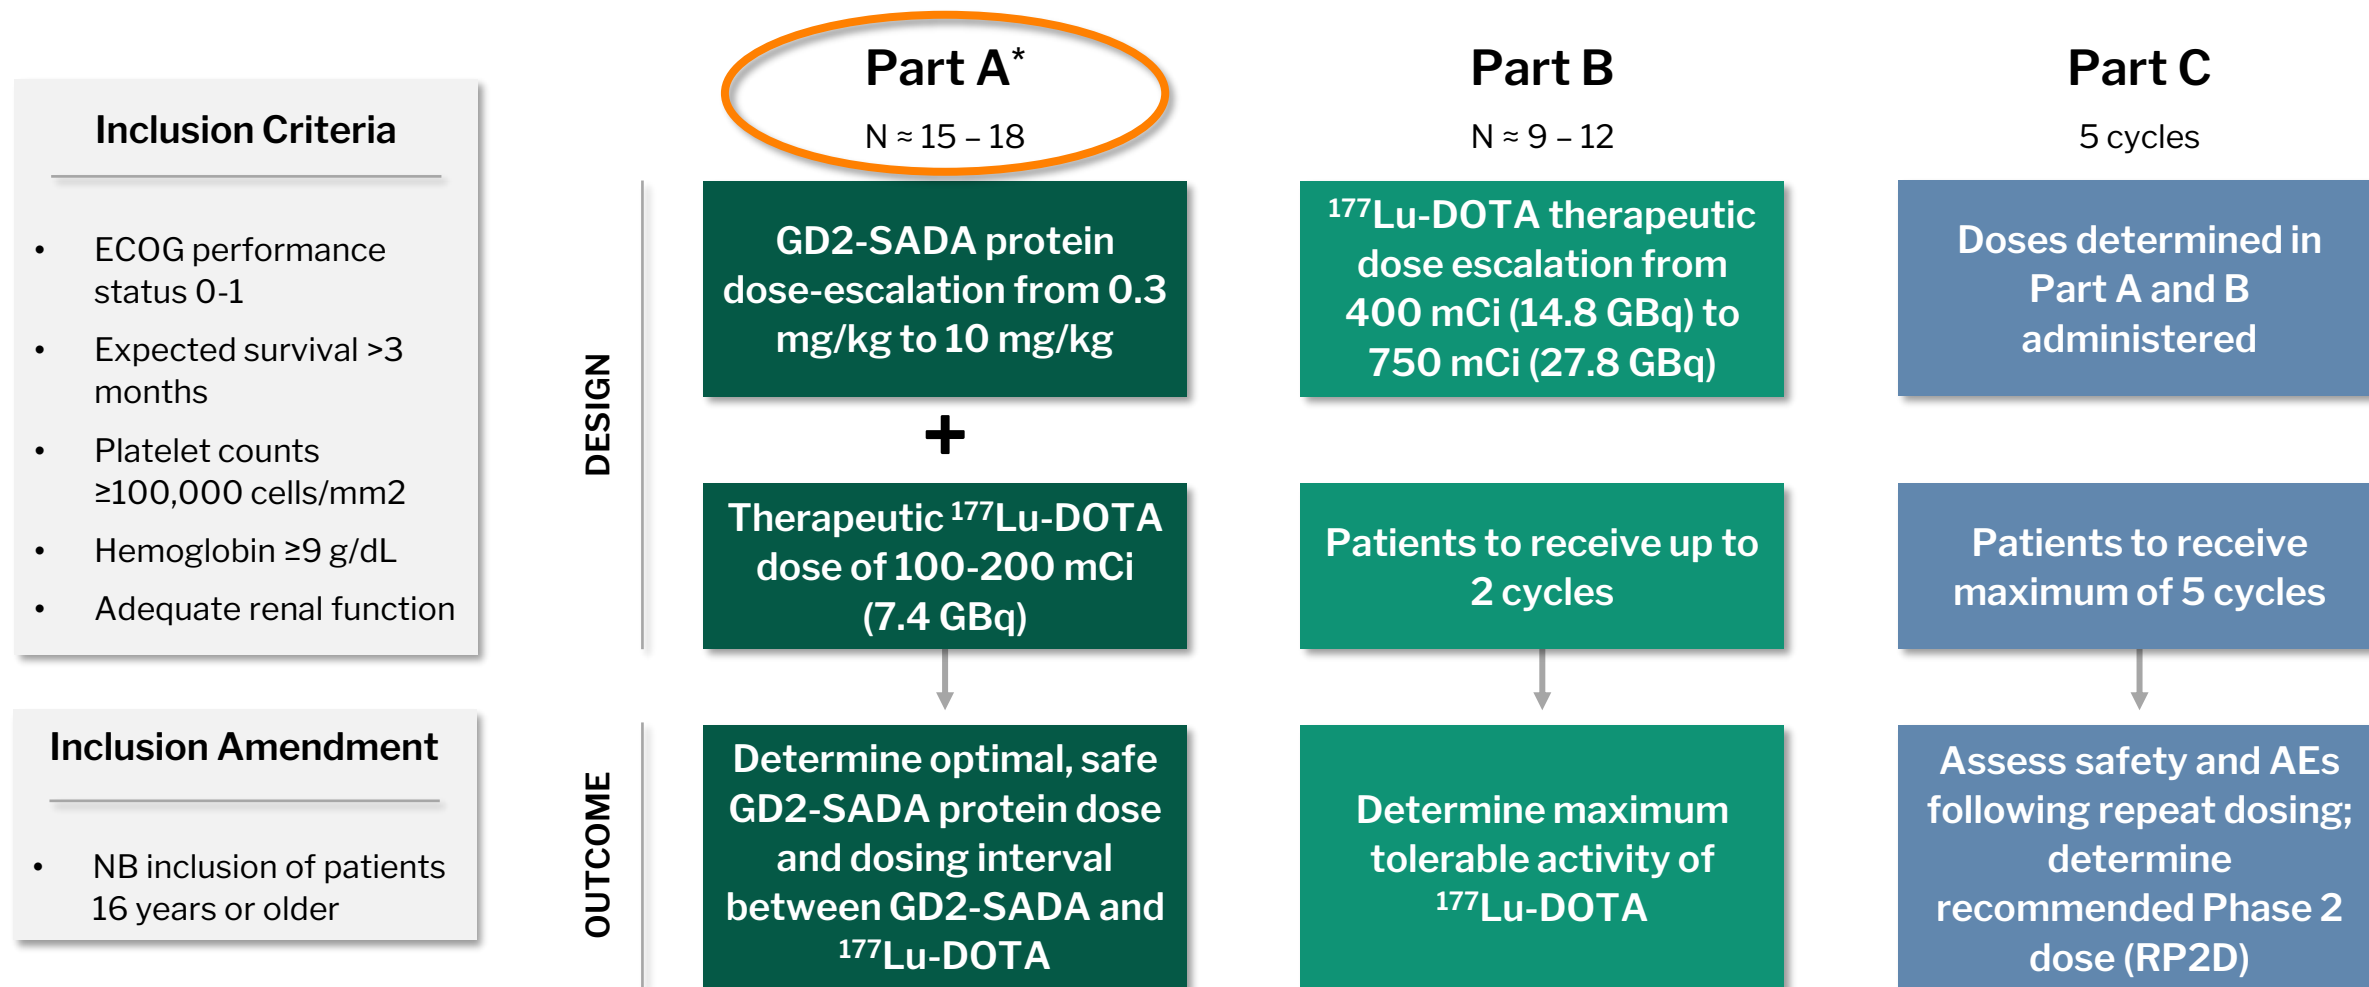 Inclusion Criteria
• ECOG performance
status 0-1
• Expected survival >3
months
• Platelet counts
≥100,000 cells/mm2
• Hemoglobin ≥9 g/dL
• Adequate renal function
Inclusion Amendment
• NB inclusion of patients
16 years or older
DESIGN
OUTCOME
Part A*
N ≈ 15 – 18
GD2-SADA protein
dose-escalation from 0.3
mg/kg to 10 mg/kg
+
Therapeutic ¹⁷⁷Lu-DOTA
dose of 100-200 mCi
(7.4 GBq)
Determine optimal, safe
GD2-SADA protein dose
and dosing interval
between GD2-SADA and
¹⁷⁷Lu-DOTA
Part B
N ≈ 9 – 12
¹⁷⁷Lu-DOTA therapeutic
dose escalation from
400 mCi (14.8 GBq) to
750 mCi (27.8 GBq)
Patients to receive up to
2 cycles
Determine maximum
tolerable activity of
¹⁷⁷Lu-DOTA
Part C
5 cycles
Doses determined in
Part A and B
administered
Patients to receive
maximum of 5 cycles
Assess safety and AEs
following repeat dosing;
determine
recommended Phase 2
dose (RP2D)